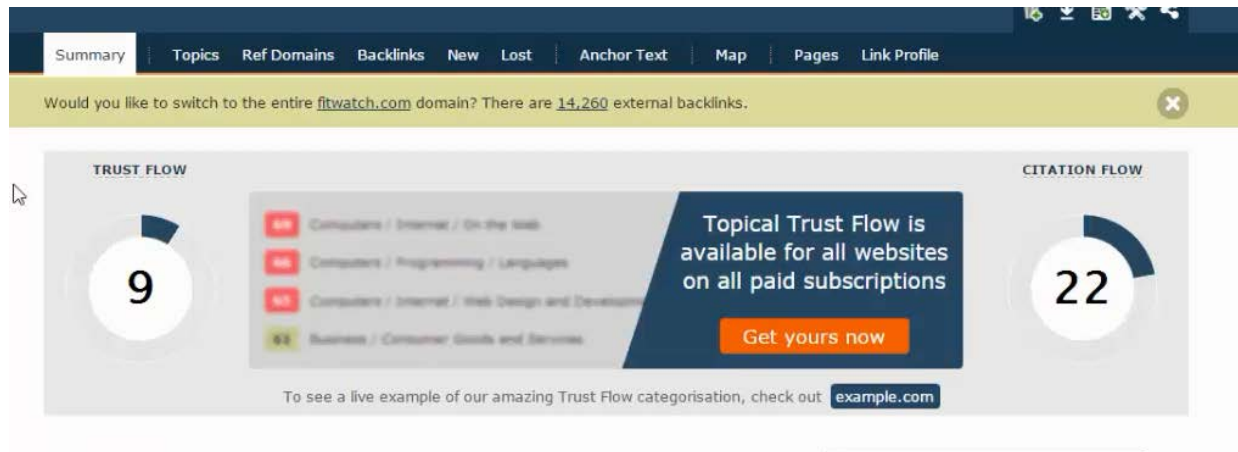 Summary Topics Ref Domains Backlinks New Lost Anchor Text Map Pages Link Profile
Would you like to switch to the entire fitwatch.com domain? There are 14,260 external backlinks.
TRUST FLOW
CITATION FLOW
9
Topical Trust Flow is
available for all websites
on all paid subscriptions
Get yours now
22
To see a live example of our amazing Trust Flow categorisation, check out example.com